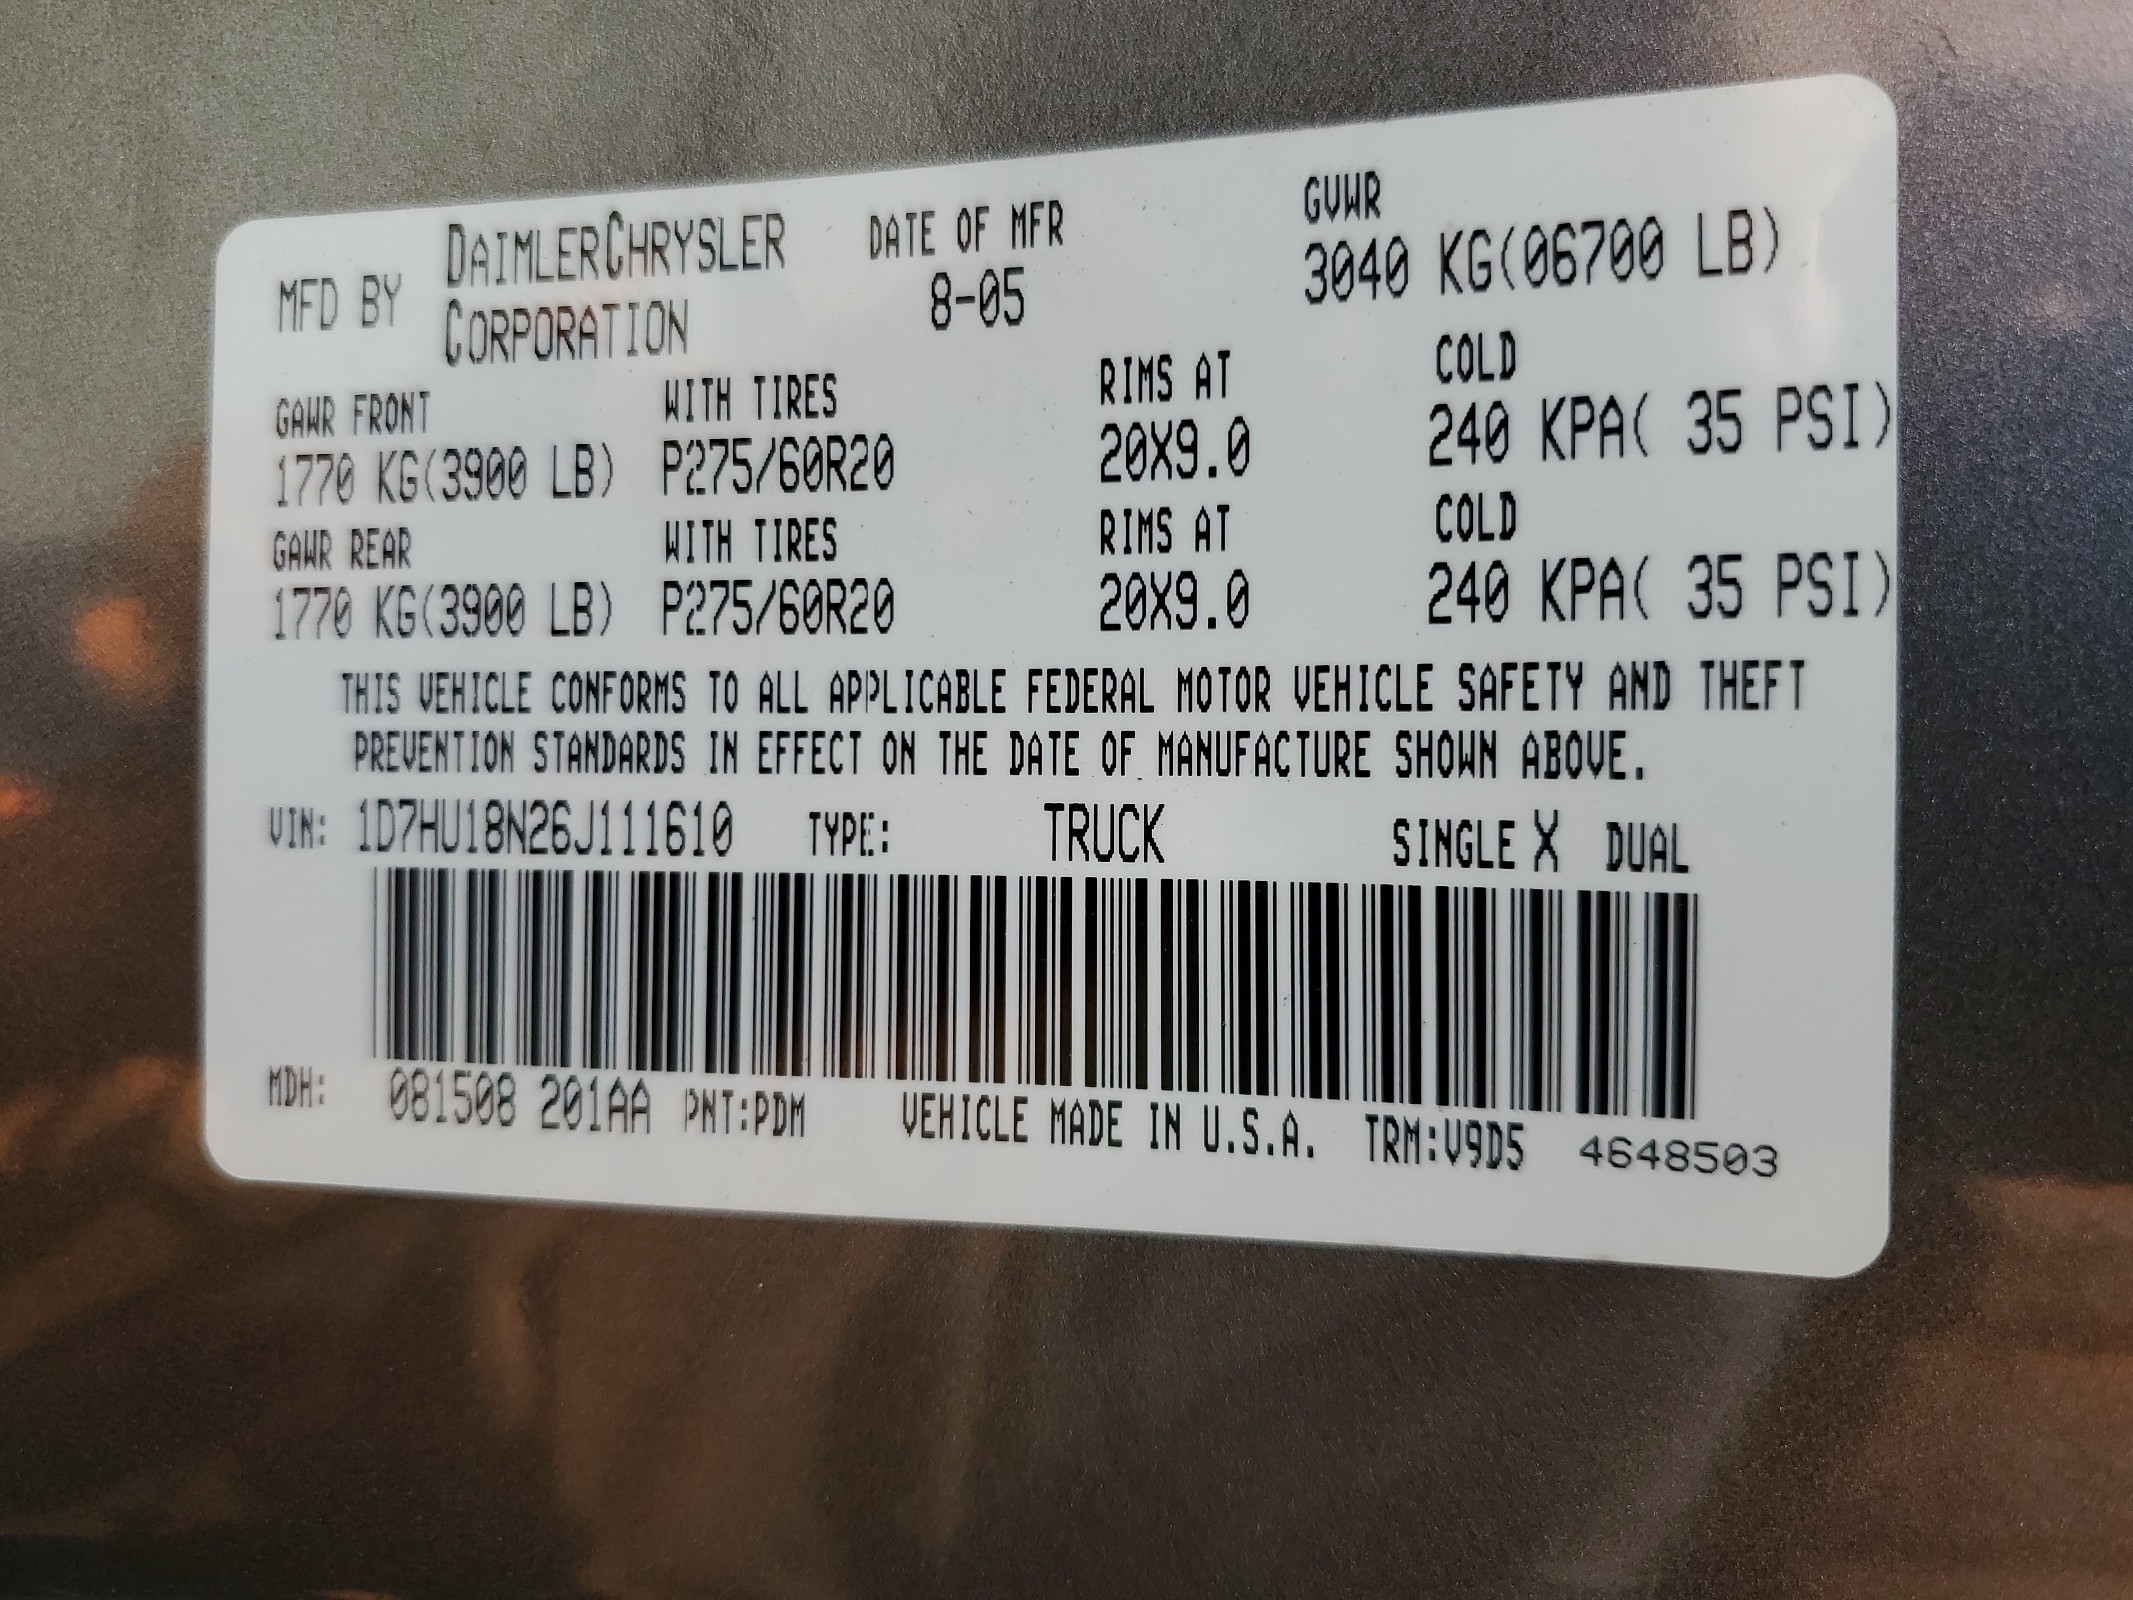 MFD BY DAIMLERCHRYSLER CORPORATION DATE OF MFR 8-05 GVWR 3040 KG(06700 LB)
GAWR FRONT WITH TIRES RIMS AT COLD
1770 KG(3900 LB) P275/60R20 20X9.0 240 KPA( 35 PSI)
GAWR REAR WITH TIRES RIMS AT COLD
1770 KG(3900 LB) P275/60R20 20X9.0 240 KPA( 35 PSI)
THIS VEHICLE CONFORMS TO ALL APPLICABLE FEDERAL MOTOR VEHICLE SAFETY AND THEFT
PREVENTION STANDARDS IN EFFECT ON THE DATE OF MANUFACTURE SHOWN ABOVE.
VIN: 1D7HU18N26J111610 TYPE: TRUCK SINGLE X DUAL
MDH: 081508 201AA PNT:PDM VEHICLE MADE IN U.S.A. TRM:V9D5 4648503